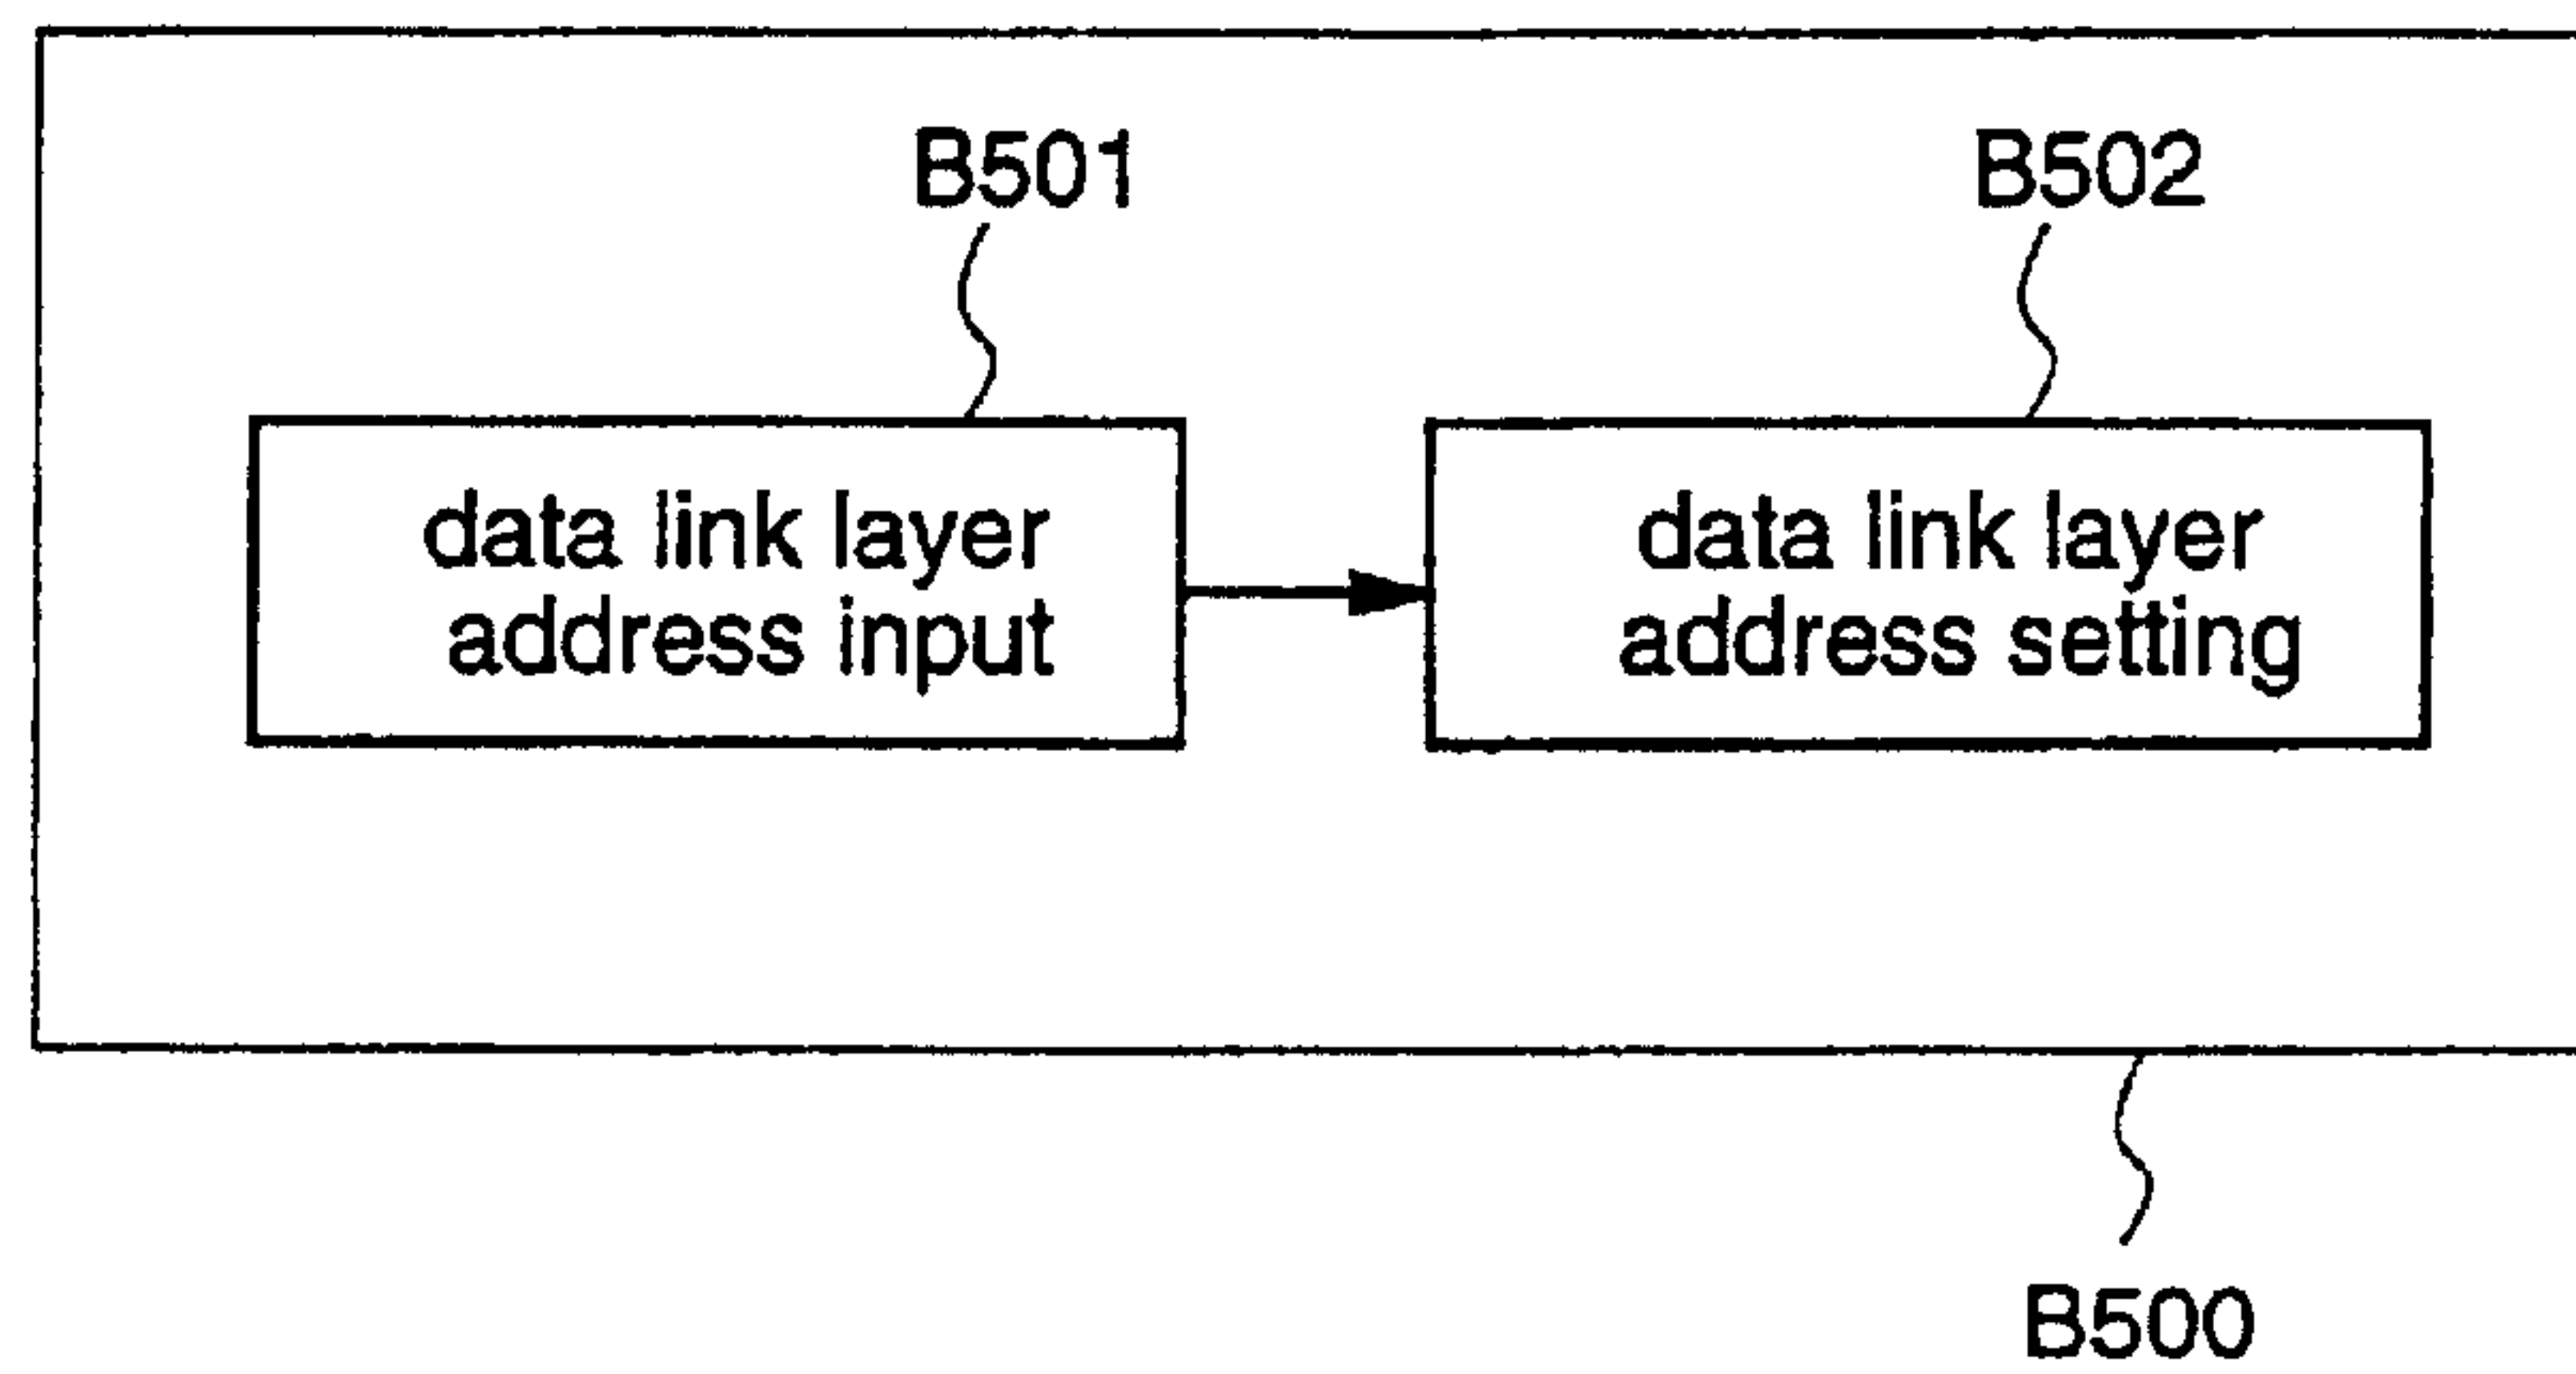 B501
B502
data link layer
address input
data link layer
address setting
B500